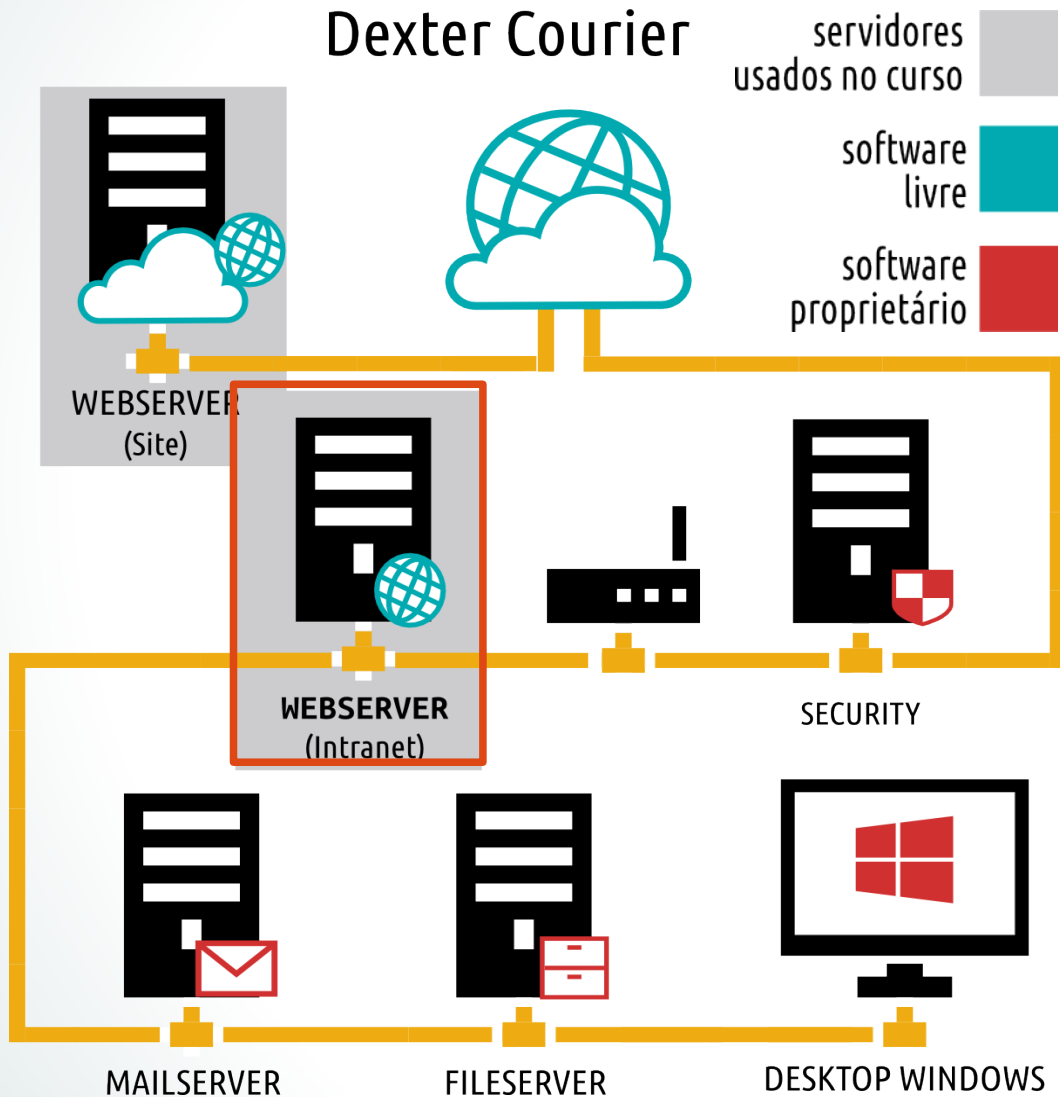 Dexter Courier
servidores
usados no curso
software
livre
software
proprietário
WEBSERVER
(Site)
WEBSERVER
(Intranet)
SECURITY
MAILSERVER
FILESERVER
DESKTOP WINDOWS